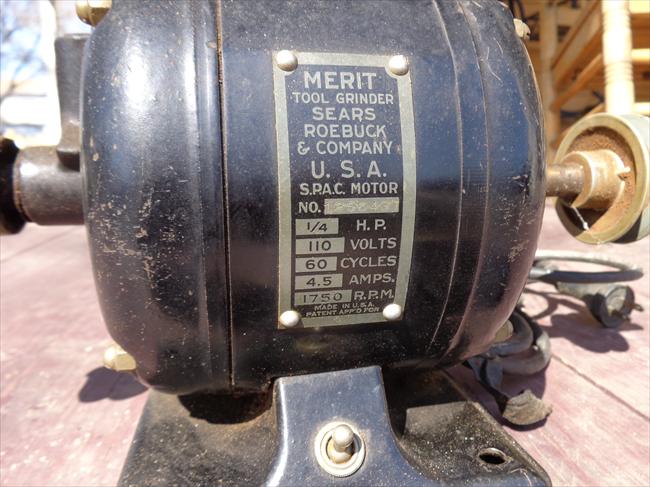 MERIT
TOOL GRINDER
SEARS
ROEBUCK
& COMPANY
U. S. A.
S.P.A.C. MOTOR
NO.
1/4 H. P.
110 VOLTS
60 CYCLES
4.5 AMPS.
1750 R.P.M.
MADE IN U.S.A.
PATENT APP'D FOR